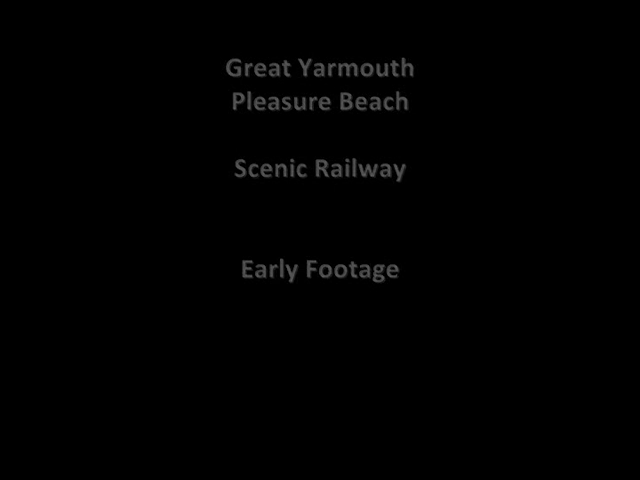 Great Yarmouth
Pleasure Beach
Scenic Railway
Early Footage